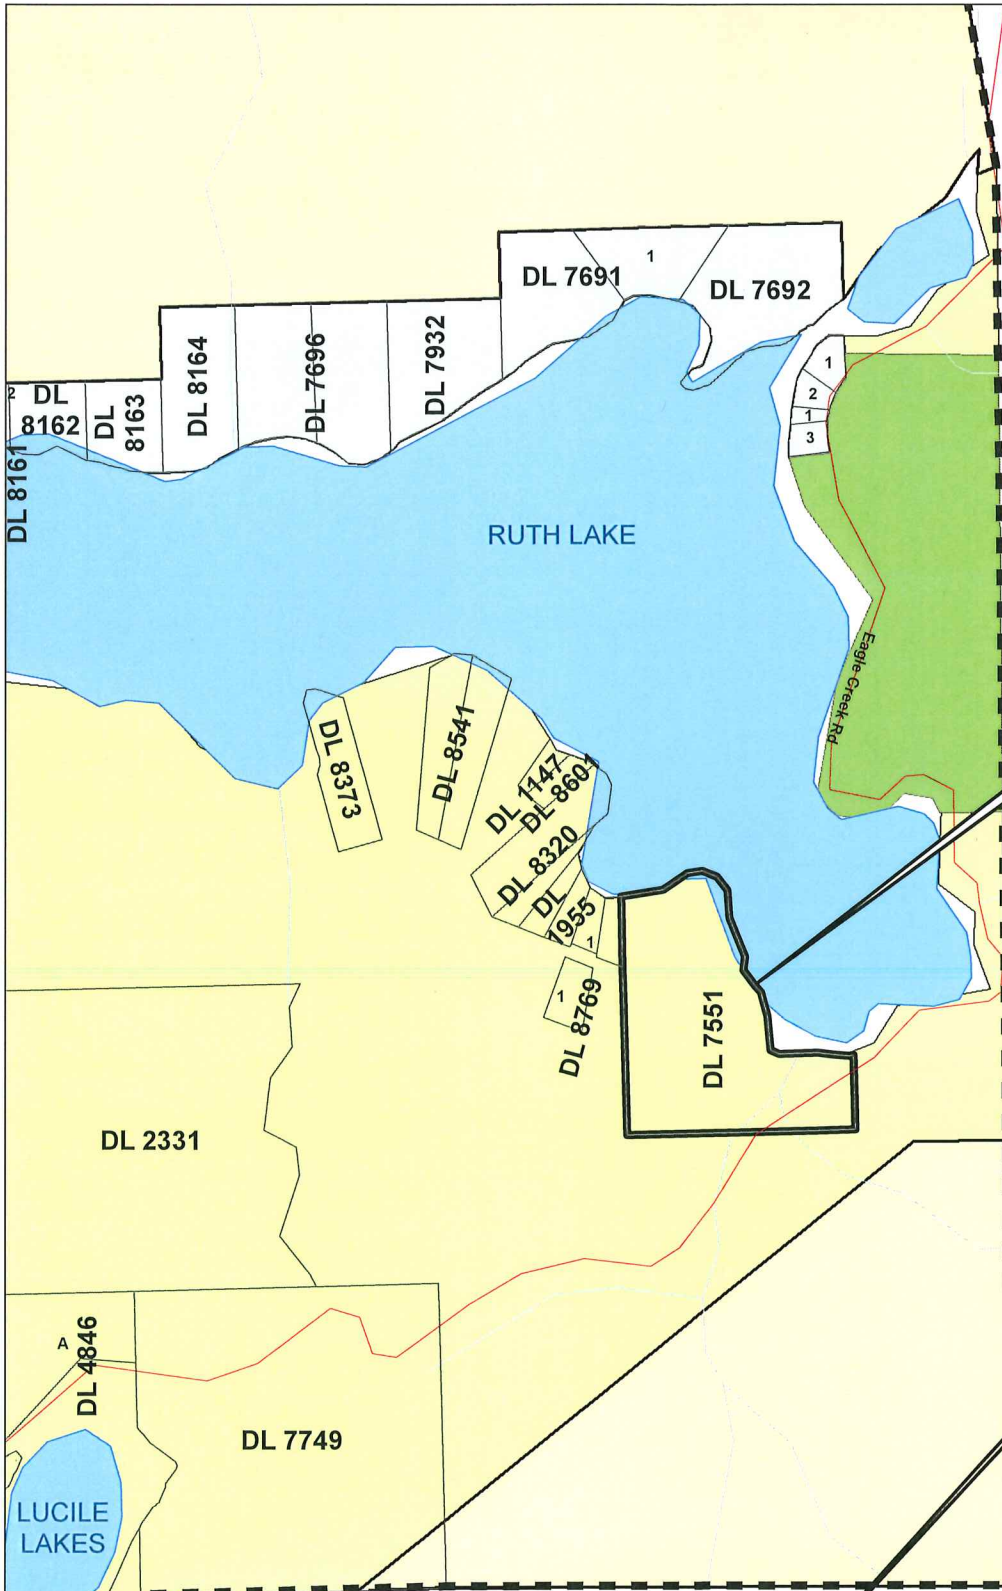 1
DL 7691
DL 7692
DL 7932
DL 7696
DL 8164
1
2
1
3
2
DL
8162
DL
8163
DL 8161
RUTH LAKE
Eagle Creek Rd
DL 8541
DL 8373
DL 1147
DL 8601
DL 8320
DL
1955
1
1
DL 8769
DL 7551
DL 2331
A
DL 4846
DL 7749
LUCILE
LAKES